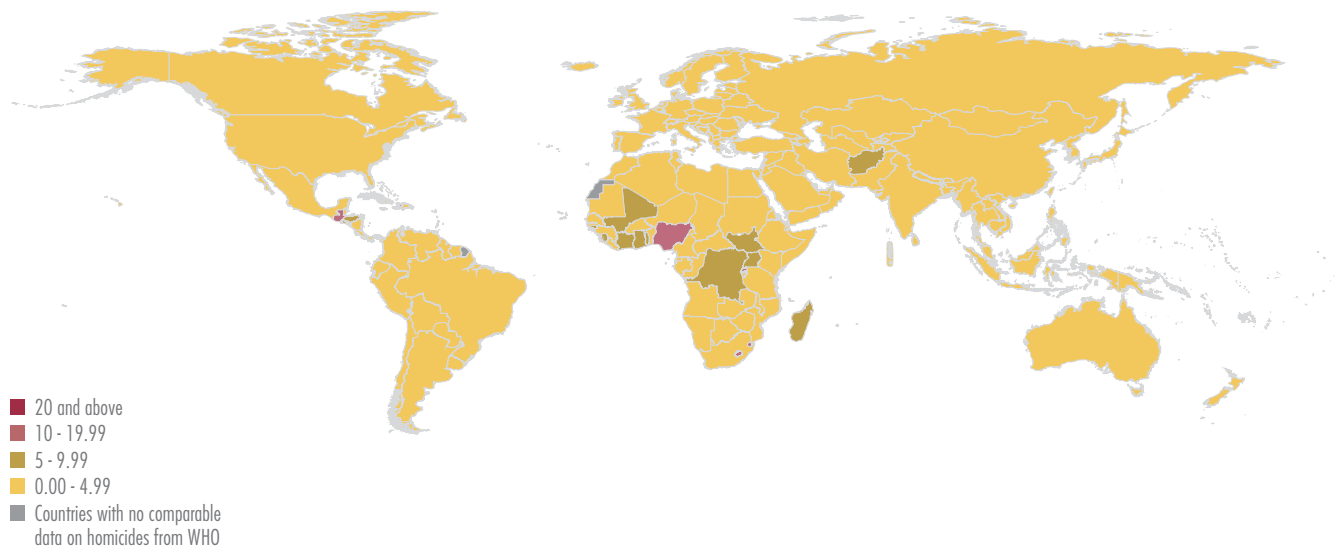 20 and above
10 - 19.99
5 - 9.99
0.00 - 4.99
Countries with no comparable
data on homicides from WHO